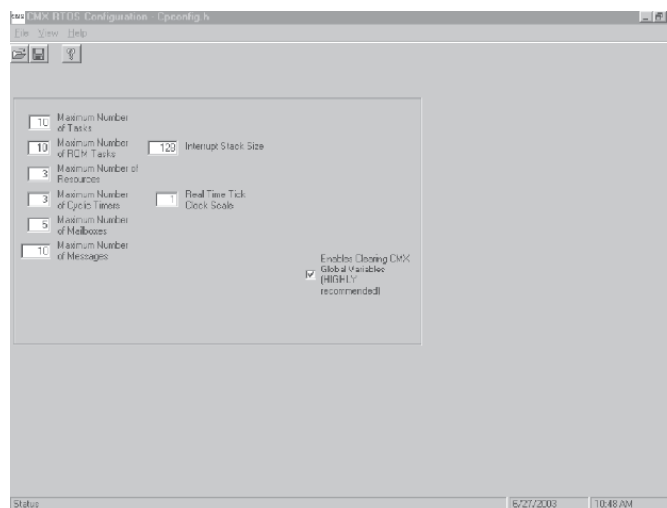 CMX CMX RTOS Configuration - Cpconfig.h
File View Help
10 Maximum Number
of Tasks
10 Maximum Number
of ROM Tasks
128 Interrupt Stack Size
3 Maximum Number of
Resources
3 Maximum Number
of Cyclic Timers
1 Real Time Tick
Clock Scale
5 Maximum Number
of Mailboxes
10 Maximum Number
of Messages
Enables Clearing CMX
Global Variables
(HIGHLY
recommended)
Status 6/27/2003 10:48 AM